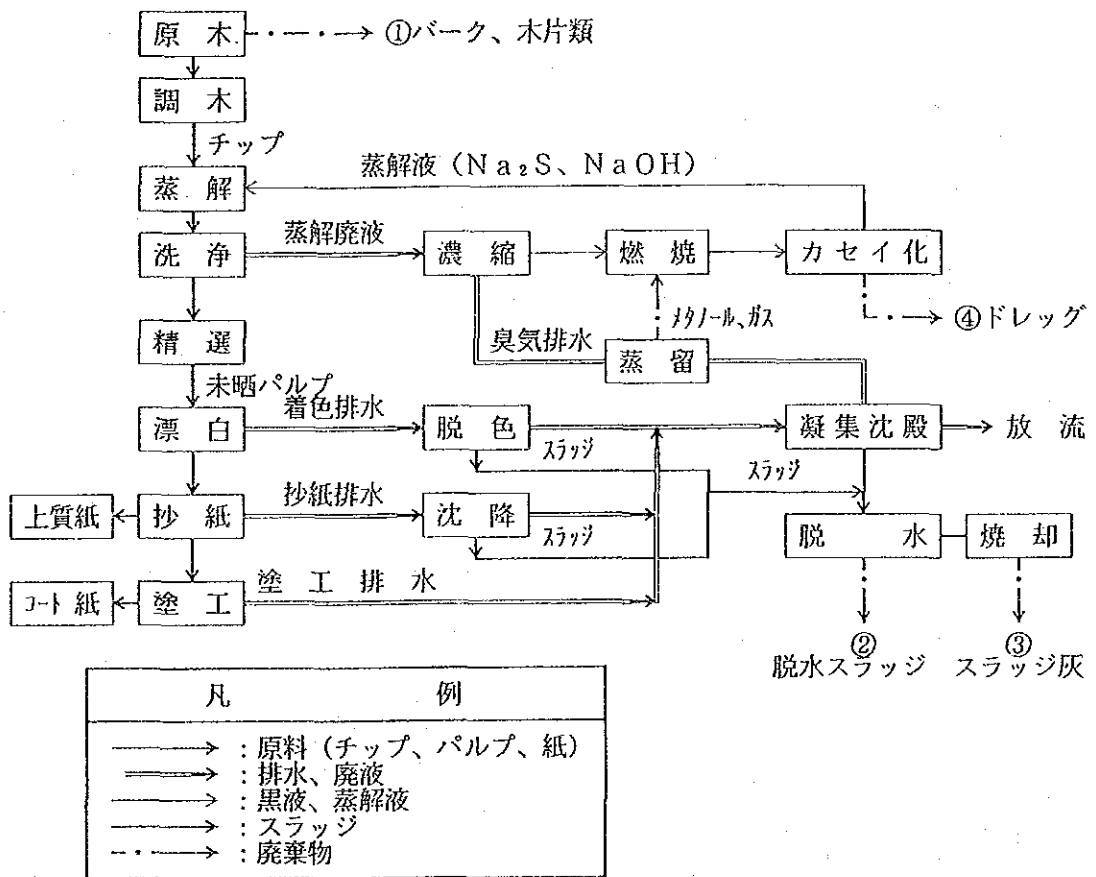 原木
①バーク、木片類
調木
チップ
蒸解液（Na₂S、NaOH）
蒸解
蒸解廃液
洗浄
濃縮
燃焼
カセイ化
メタノール、ガス
④ドレッグ
臭気排水
精選
蒸留
未晒パルプ
着色排水
漂白
脱色
凝集沈殿
放流
スラッジ
スラッジ
抄紙排水
上質紙
抄紙
沈降
スラッジ
脱水
焼却
塗工排水
コート紙
塗工
②
脱水スラッジ
③
スラッジ灰
凡例
：原料（チップ、パルプ、紙）
：排水、廃液
：黒液、蒸解液
：スラッジ
：廃棄物